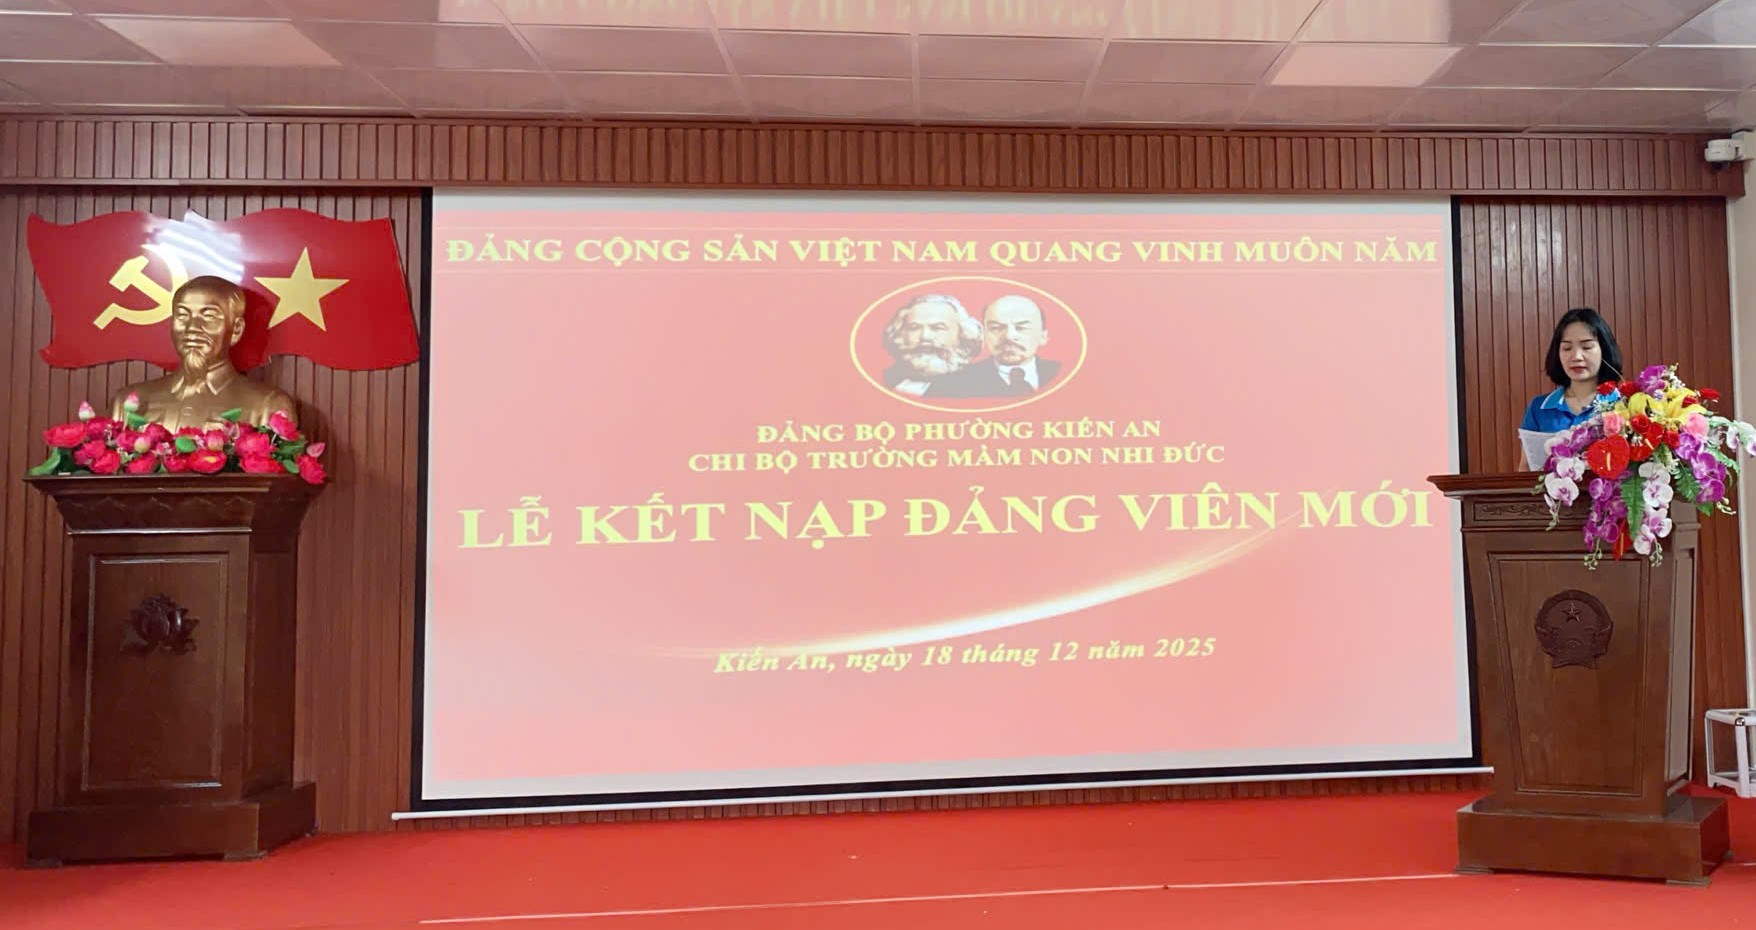 ĐẢNG CỘNG SẢN VIỆT NAM QUANG VINH MUÔN NĂM
ĐẢNG BỘ PHƯỜNG KIẾN AN
CHI BỘ TRƯỜNG MẦM NON NHI ĐỨC
LỄ KẾT NẠP ĐẢNG VIÊN MỚI
Kiến An, ngày 18 tháng 12 năm 2025